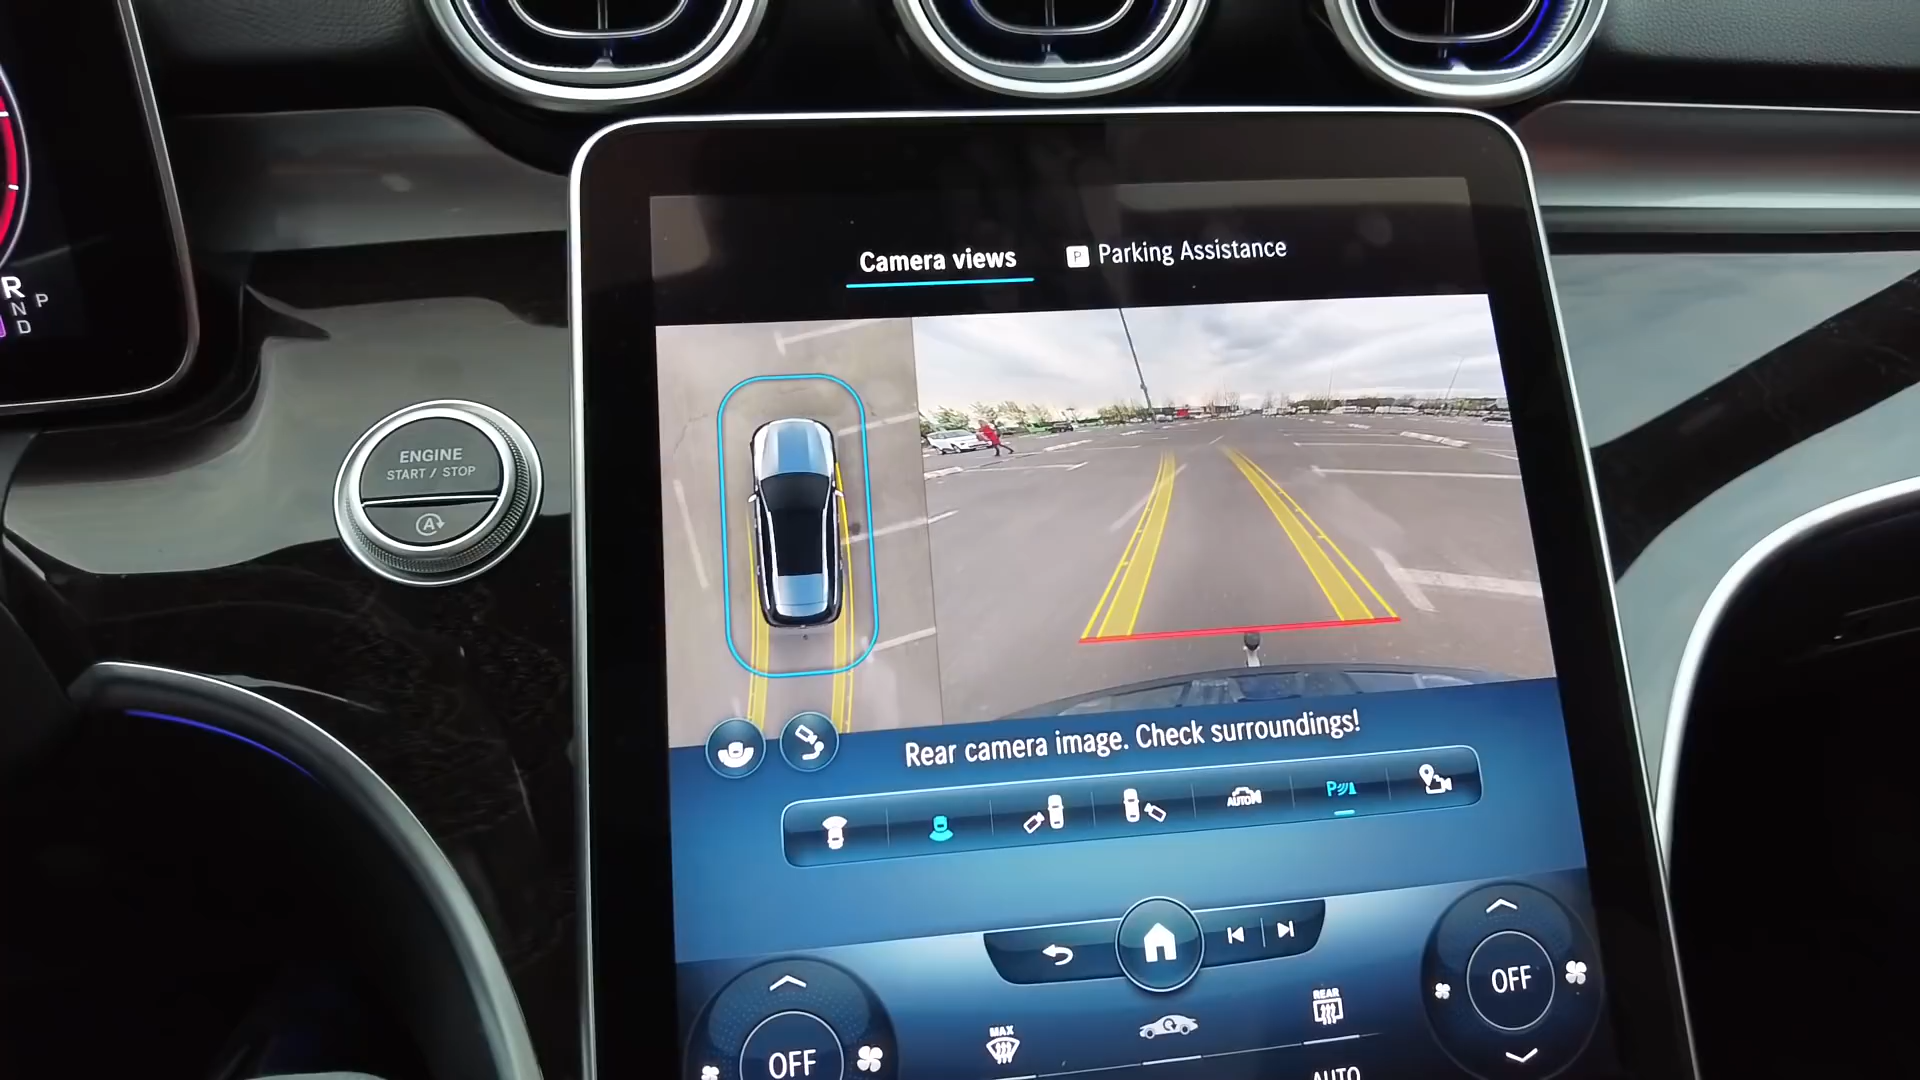 Camera views
P Parking Assistance
R
N P
D
ENGINE
START / STOP
A
Rear camera image. Check surroundings!
AUTO
P
OFF
MAX
REAR
OFF
AUTO